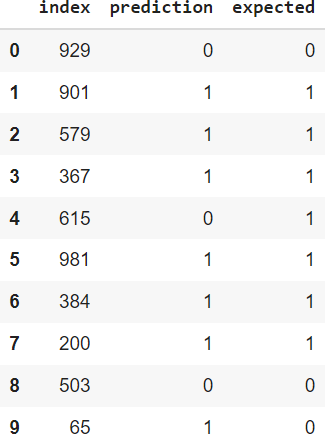 index prediction expected
0 929 0 0
1 901 1 1
2 579 1 1
3 367 1 1
4 615 0 1
5 981 1 1
6 384 1 1
7 200 1 1
8 503 0 0
9 65 1 0